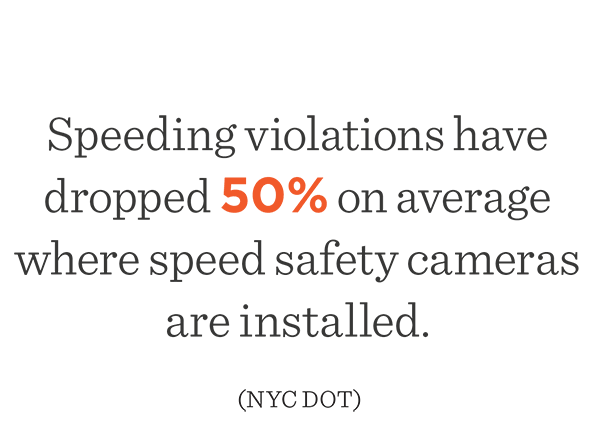 Speeding violations have
dropped 50% on average
where speed safety cameras
are installed.
(NYC DOT)